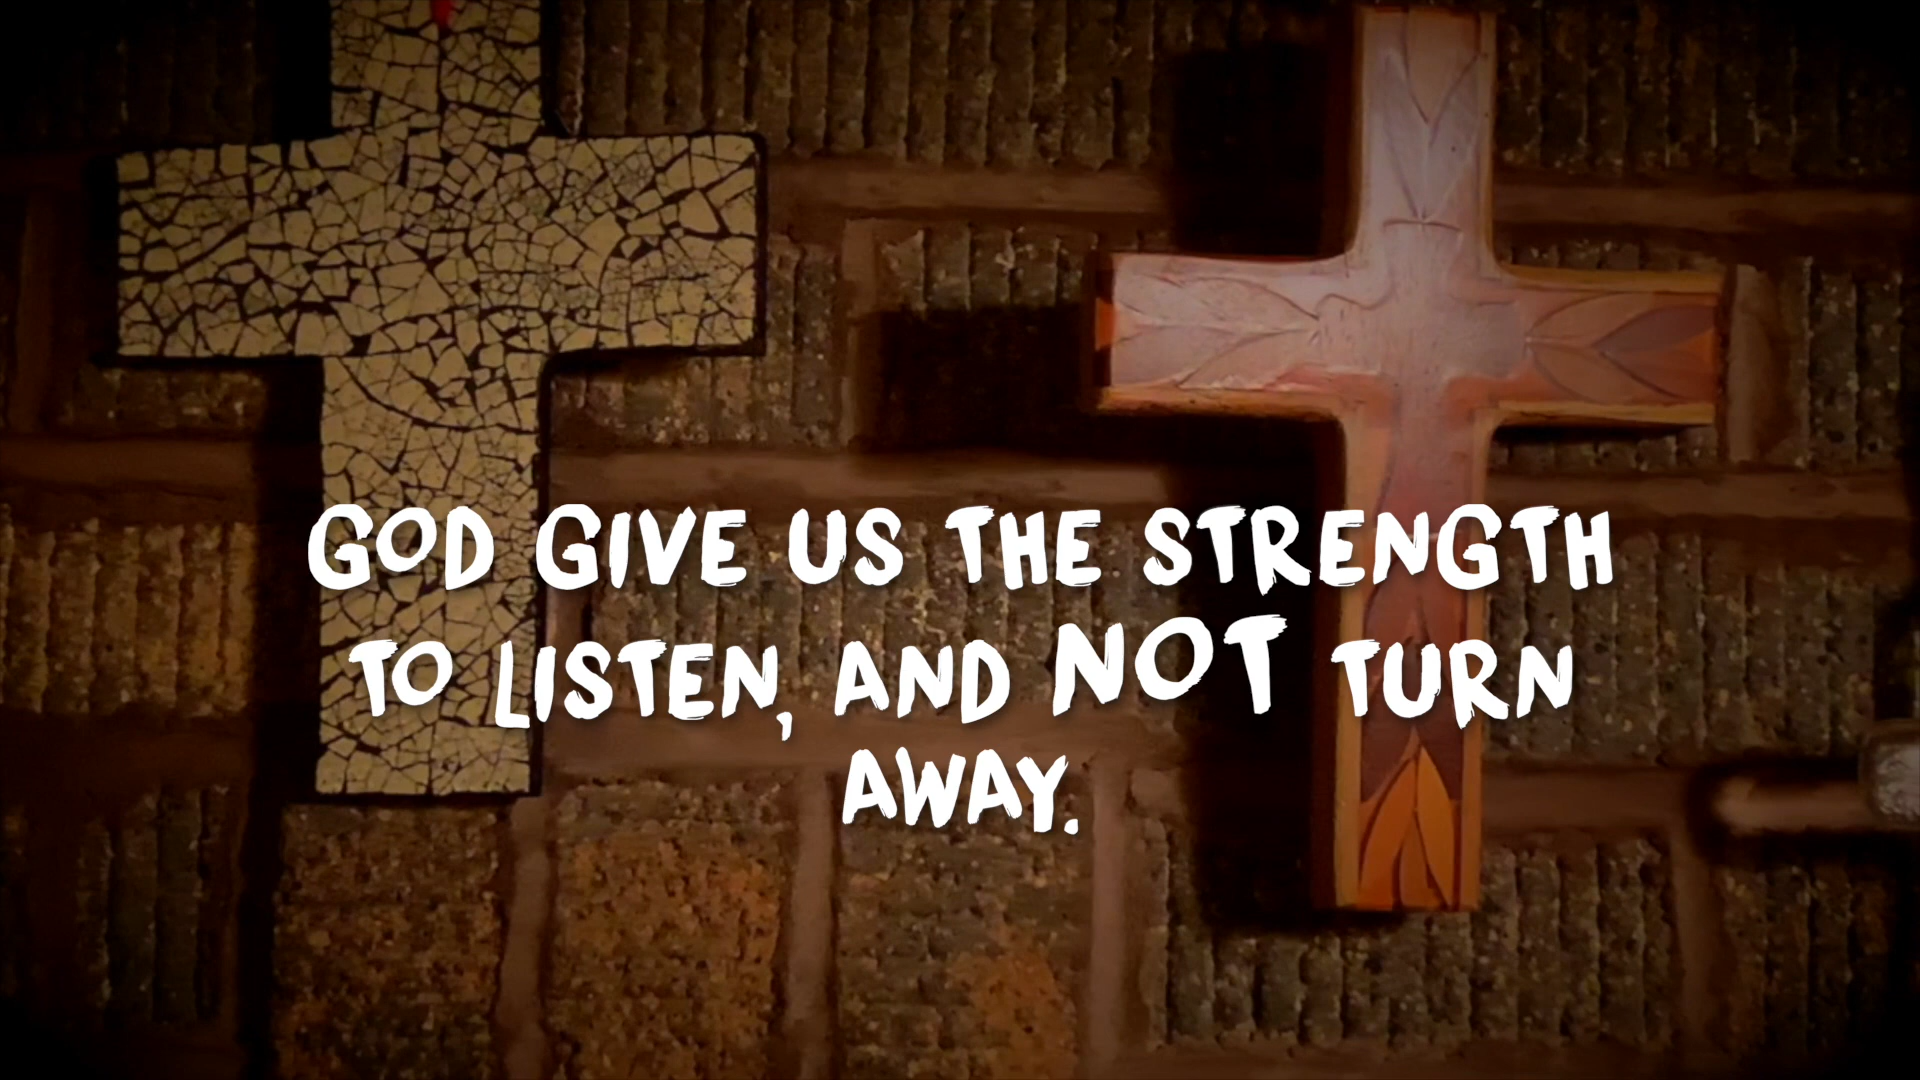 GOD GIVE US THE STRENGTH
TO LISTEN, AND NOT TURN
AWAY.